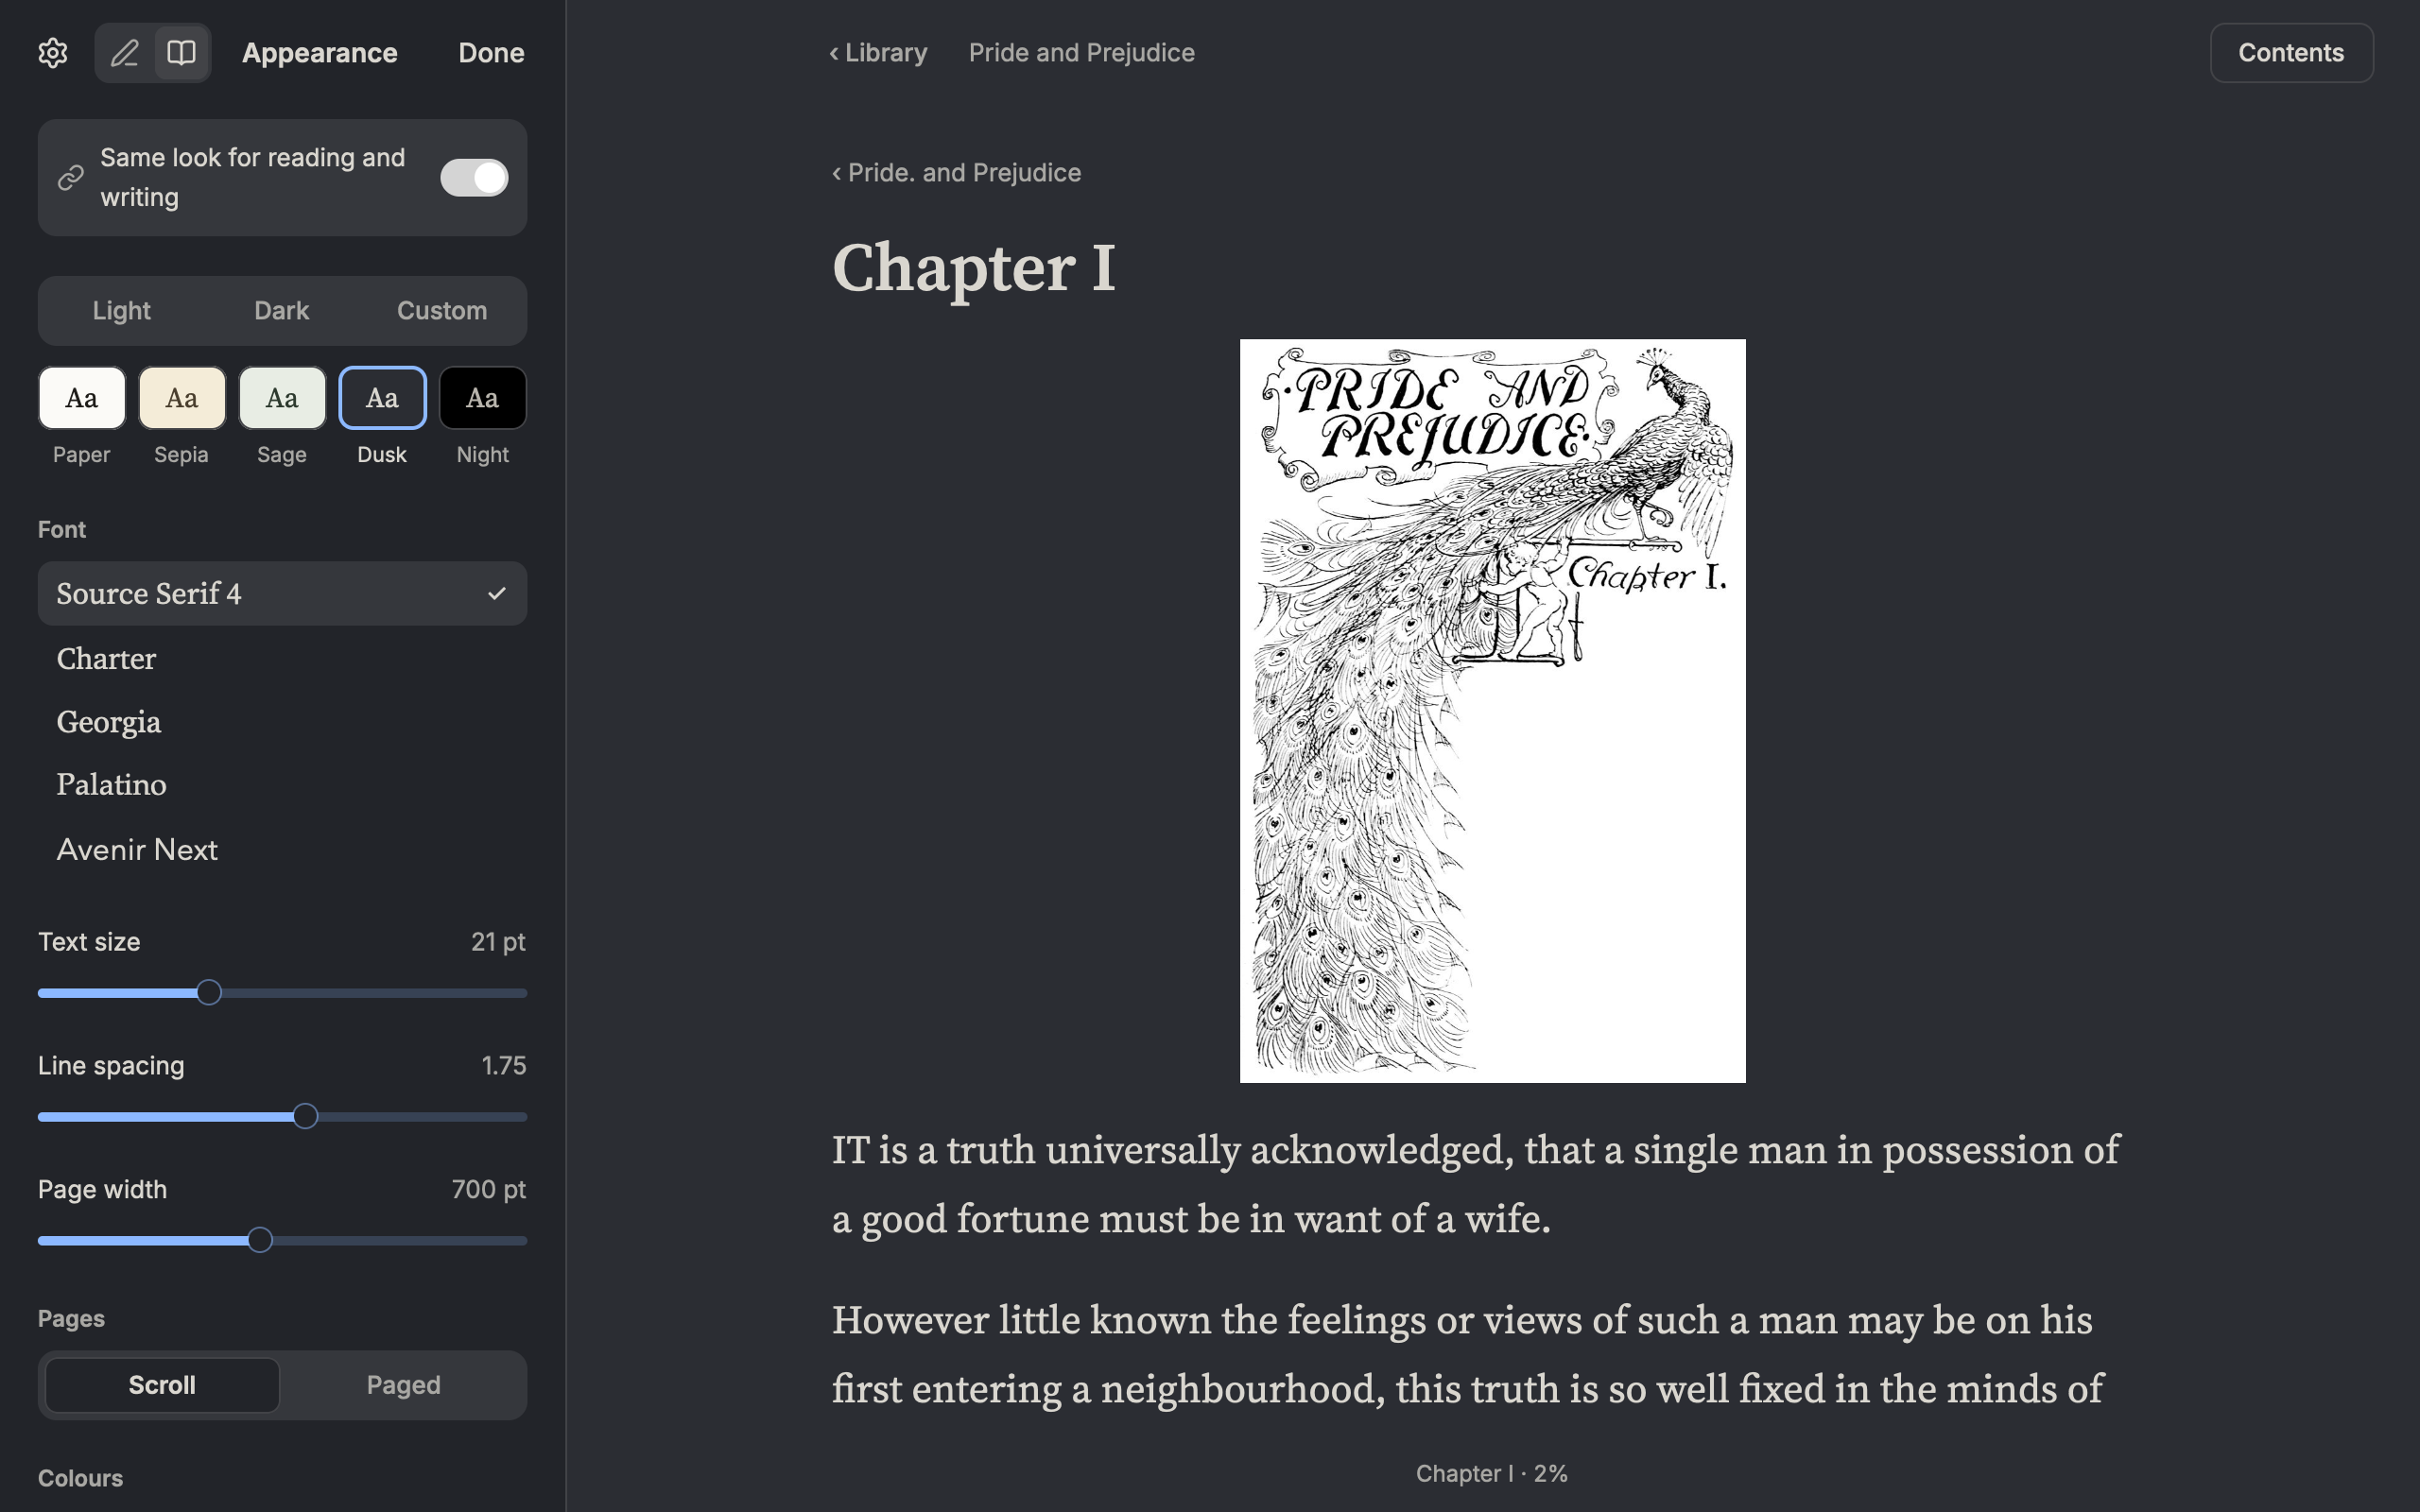 Appearance
Done
Same look for reading and
writing
Light
Dark
Custom
Aa
Aa
Aa
Aa
Aa
Paper
Sepia
Sage
Dusk
Night
Font
Source Serif 4
Charter
Georgia
Palatino
Avenir Next
Text size
21 pt
Line spacing
1.75
Page width
700 pt
Pages
Scroll
Paged
Colours
‹ Library
Pride and Prejudice
Contents
‹ Pride. and Prejudice
Chapter I
·PRIDE AND
PREJUDICE·
Chapter I.
It
IT is a truth universally acknowledged, that a single man in possession of
a good fortune must be in want of a wife.
However little known the feelings or views of such a man may be on his
first entering a neighbourhood, this truth is so well fixed in the minds of
Chapter I · 2%